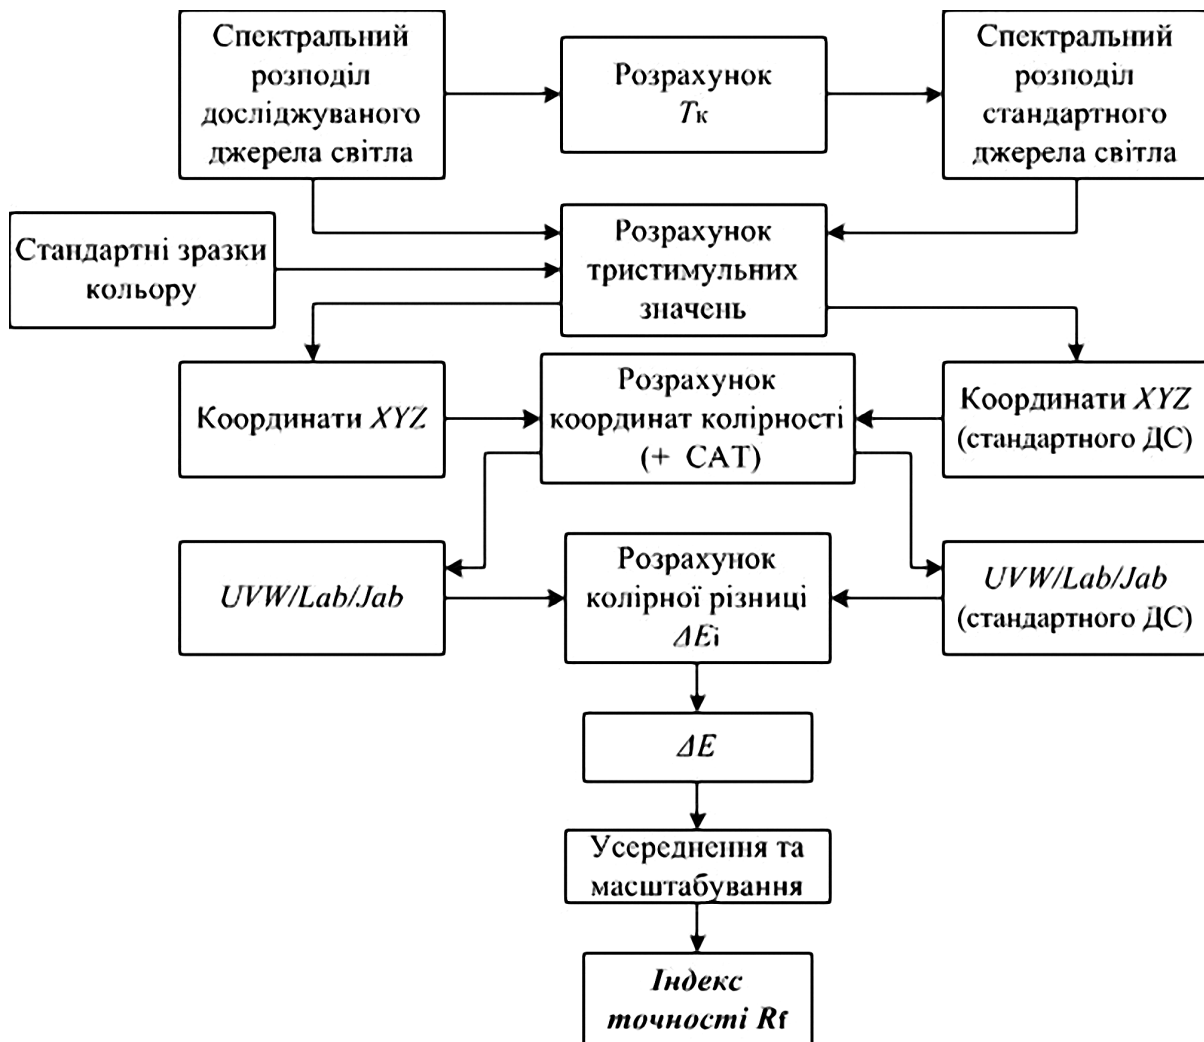 Спектральний
розподіл
досліджуваного
джерела світла
Розрахунок
Tк
Спектральний
розподіл
стандартного
джерела світла
Стандартні зразки
кольору
Розрахунок
тристимульних
значень
Координати XYZ
Розрахунок
координат колірності
(+ CAT)
Координати XYZ
(стандартного ДС)
UVW/Lab/Jab
Розрахунок
колірної різниці
ΔEi
UVW/Lab/Jab
(стандартного ДС)
ΔE
Усереднення та
масштабування
Індекс
точності Rf